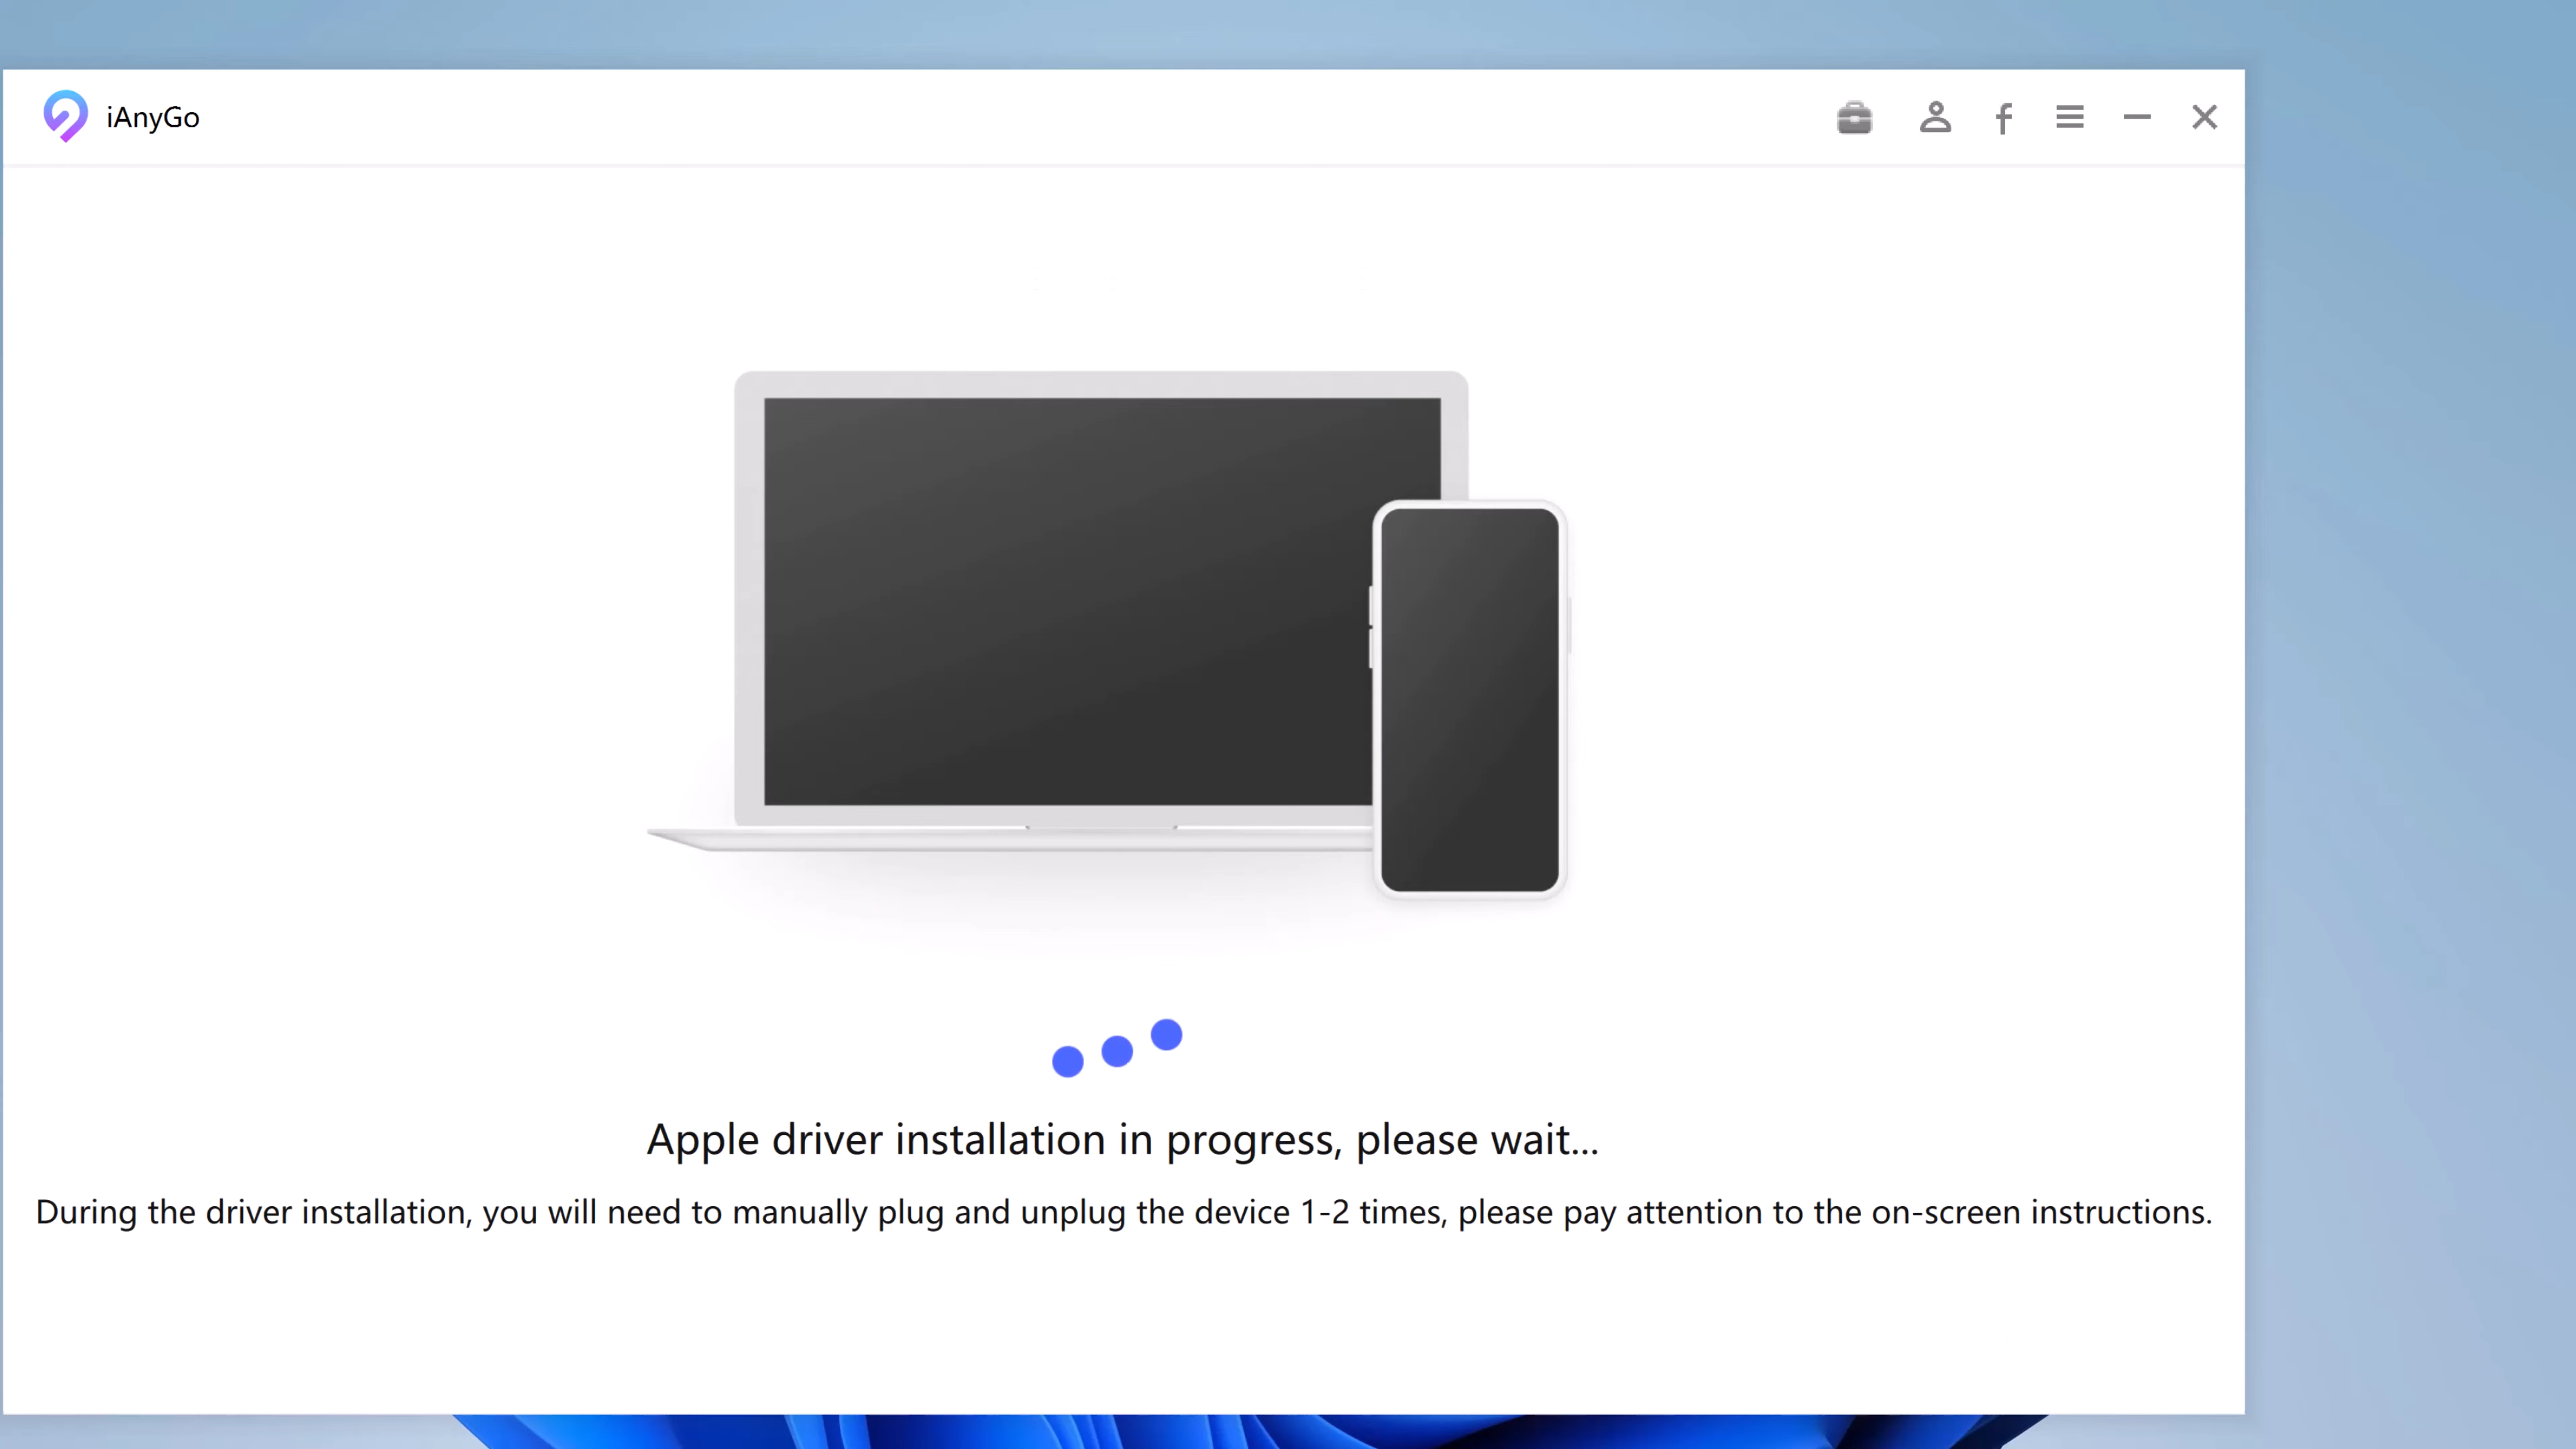 iAnyGo
Apple driver installation in progress, please wait...
During the driver installation, you will need to manually plug and unplug the device 1-2 times, please pay attention to the on-screen instructions.